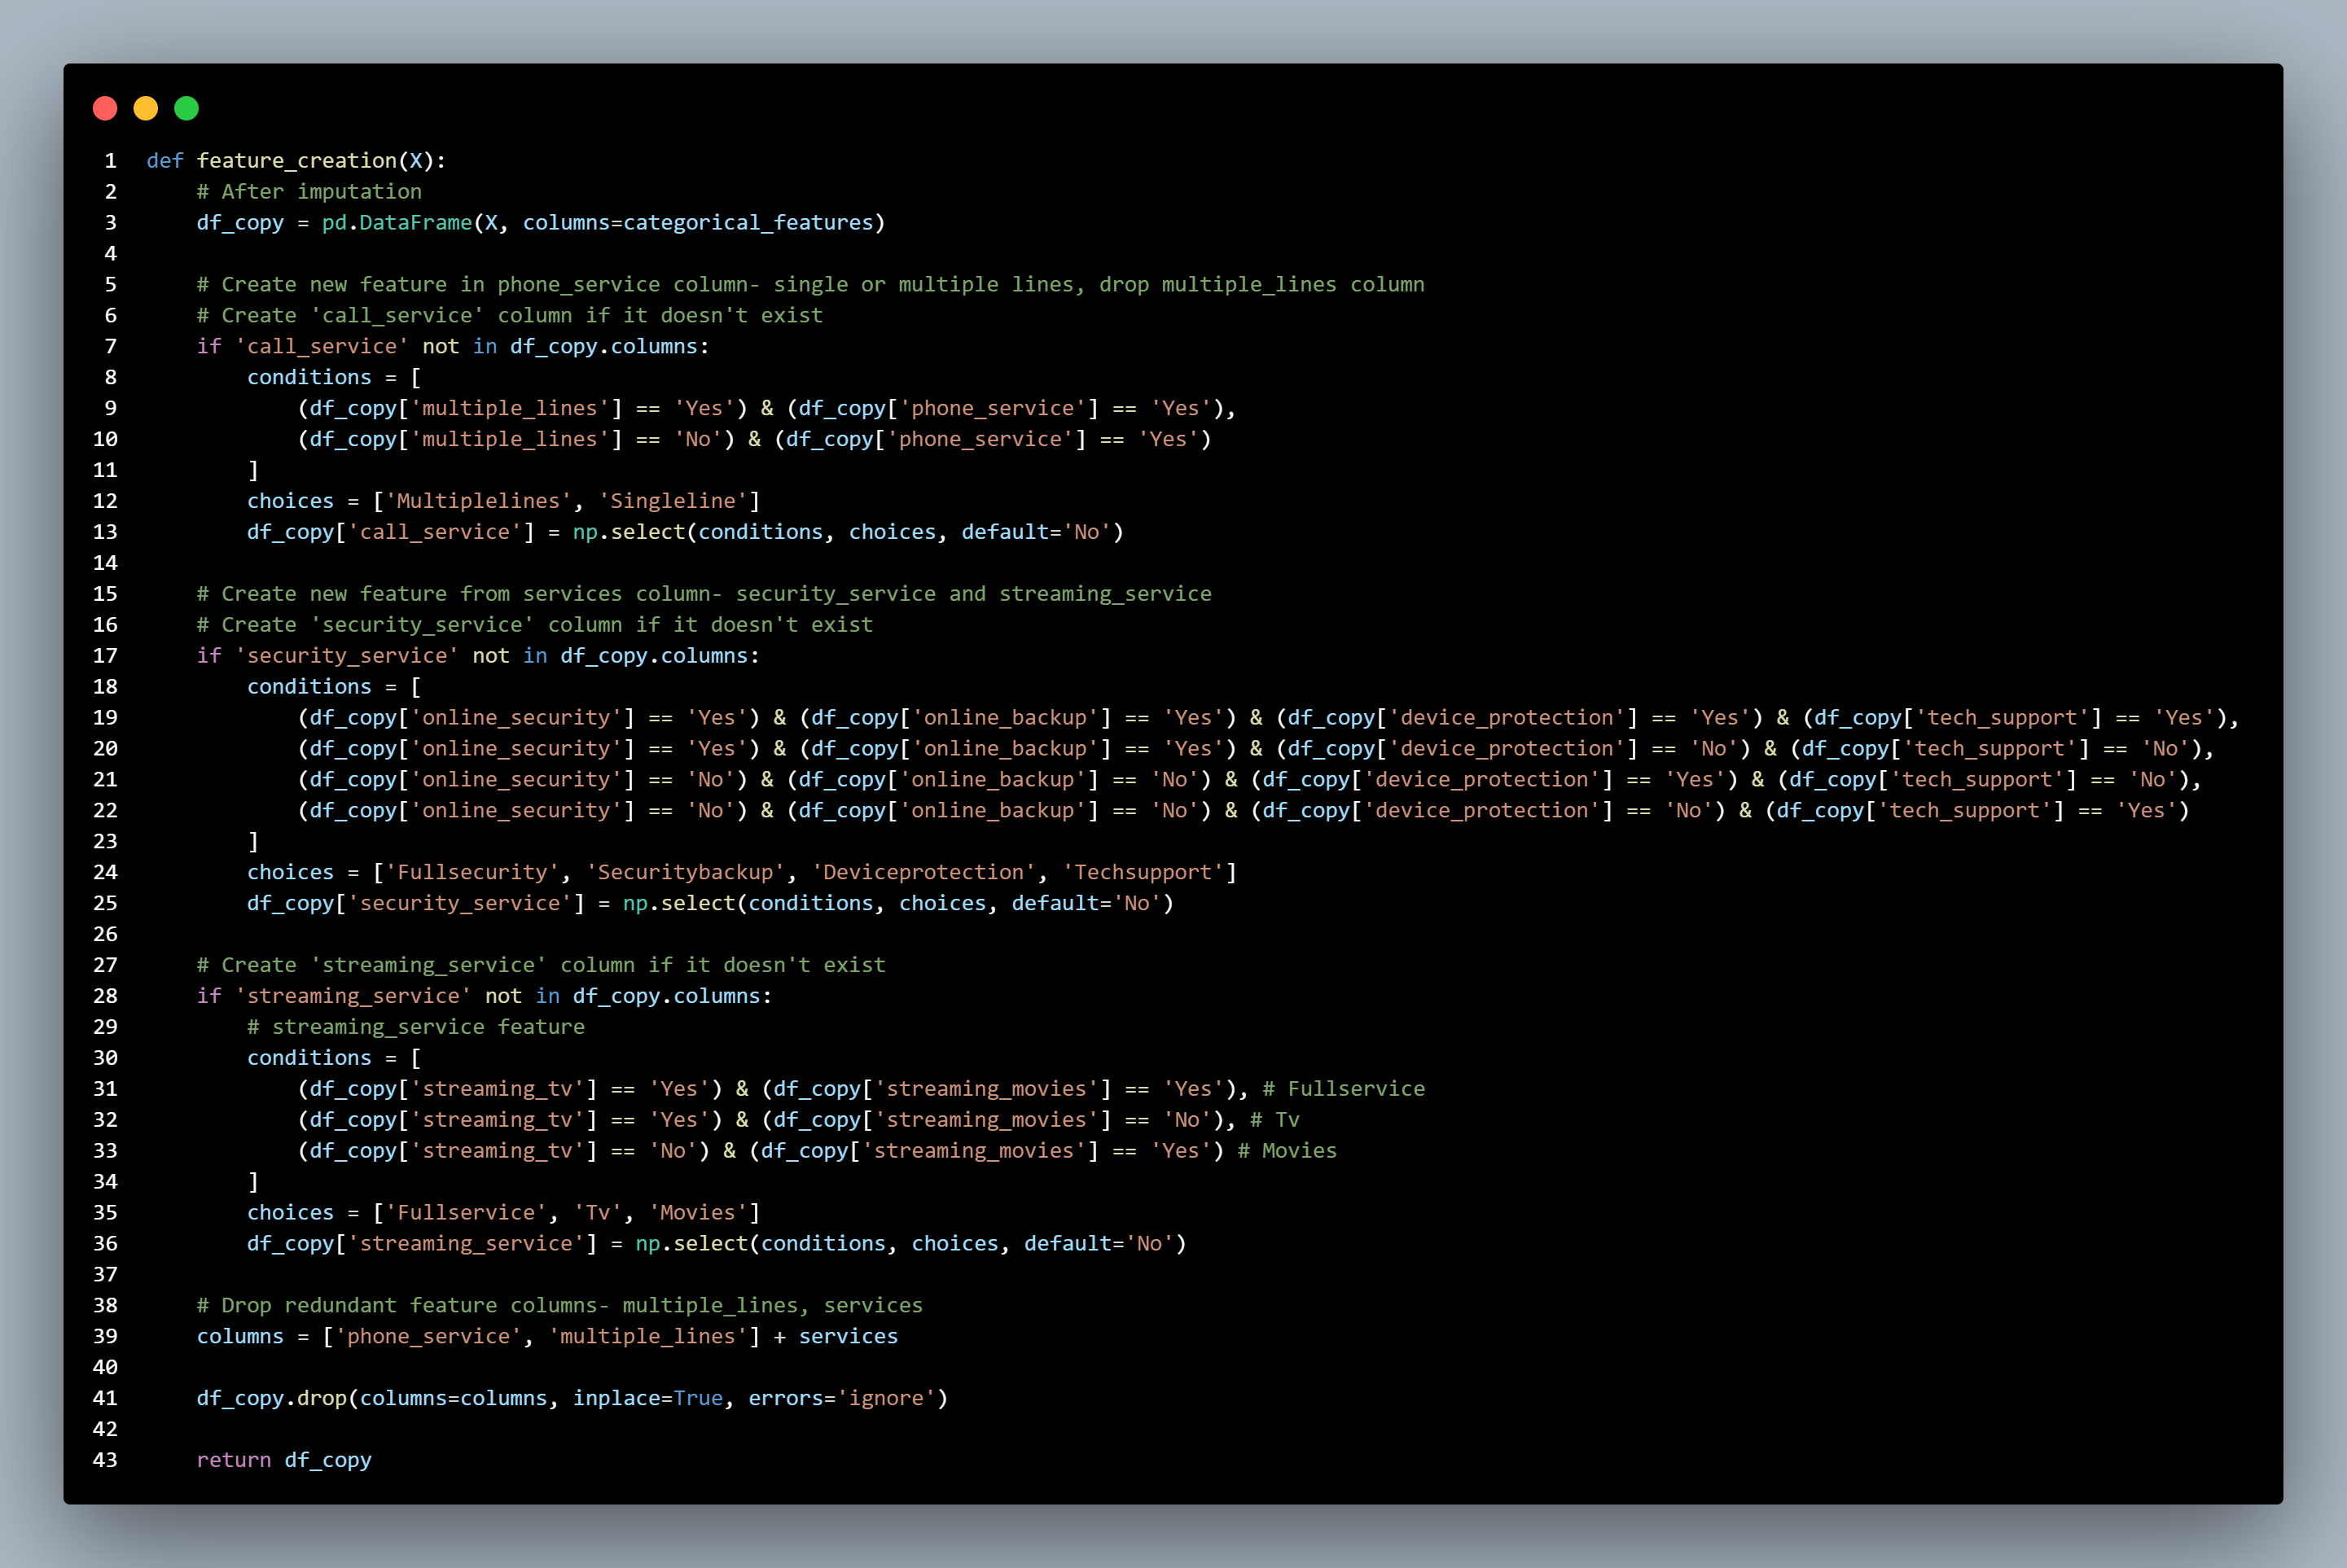 1 def feature_creation(X):
2     # After imputation
3     df_copy = pd.DataFrame(X, columns=categorical_features)
4
5     # Create new feature in phone_service column- single or multiple lines, drop multiple_lines column
6     # Create 'call_service' column if it doesn't exist
7     if 'call_service' not in df_copy.columns:
8         conditions = [
9             (df_copy['multiple_lines'] == 'Yes') & (df_copy['phone_service'] == 'Yes'),
10             (df_copy['multiple_lines'] == 'No') & (df_copy['phone_service'] == 'Yes')
11         ]
12         choices = ['Multiplelines', 'Singleline']
13         df_copy['call_service'] = np.select(conditions, choices, default='No')
14
15     # Create new feature from services column- security_service and streaming_service
16     # Create 'security_service' column if it doesn't exist
17     if 'security_service' not in df_copy.columns:
18         conditions = [
19             (df_copy['online_security'] == 'Yes') & (df_copy['online_backup'] == 'Yes') & (df_copy['device_protection'] == 'Yes') & (df_copy['tech_support'] == 'Yes'),
20             (df_copy['online_security'] == 'Yes') & (df_copy['online_backup'] == 'Yes') & (df_copy['device_protection'] == 'No') & (df_copy['tech_support'] == 'No'),
21             (df_copy['online_security'] == 'No') & (df_copy['online_backup'] == 'No') & (df_copy['device_protection'] == 'Yes') & (df_copy['tech_support'] == 'No'),
22             (df_copy['online_security'] == 'No') & (df_copy['online_backup'] == 'No') & (df_copy['device_protection'] == 'No') & (df_copy['tech_support'] == 'Yes')
23         ]
24         choices = ['Fullsecurity', 'Securitybackup', 'Deviceprotection', 'Techsupport']
25         df_copy['security_service'] = np.select(conditions, choices, default='No')
26
27     # Create 'streaming_service' column if it doesn't exist
28     if 'streaming_service' not in df_copy.columns:
29         # streaming_service feature
30         conditions = [
31             (df_copy['streaming_tv'] == 'Yes') & (df_copy['streaming_movies'] == 'Yes'), # Fullservice
32             (df_copy['streaming_tv'] == 'Yes') & (df_copy['streaming_movies'] == 'No'), # Tv
33             (df_copy['streaming_tv'] == 'No') & (df_copy['streaming_movies'] == 'Yes') # Movies
34         ]
35         choices = ['Fullservice', 'Tv', 'Movies']
36         df_copy['streaming_service'] = np.select(conditions, choices, default='No')
37
38     # Drop redundant feature columns- multiple_lines, services
39     columns = ['phone_service', 'multiple_lines'] + services
40
41     df_copy.drop(columns=columns, inplace=True, errors='ignore')
42
43     return df_copy